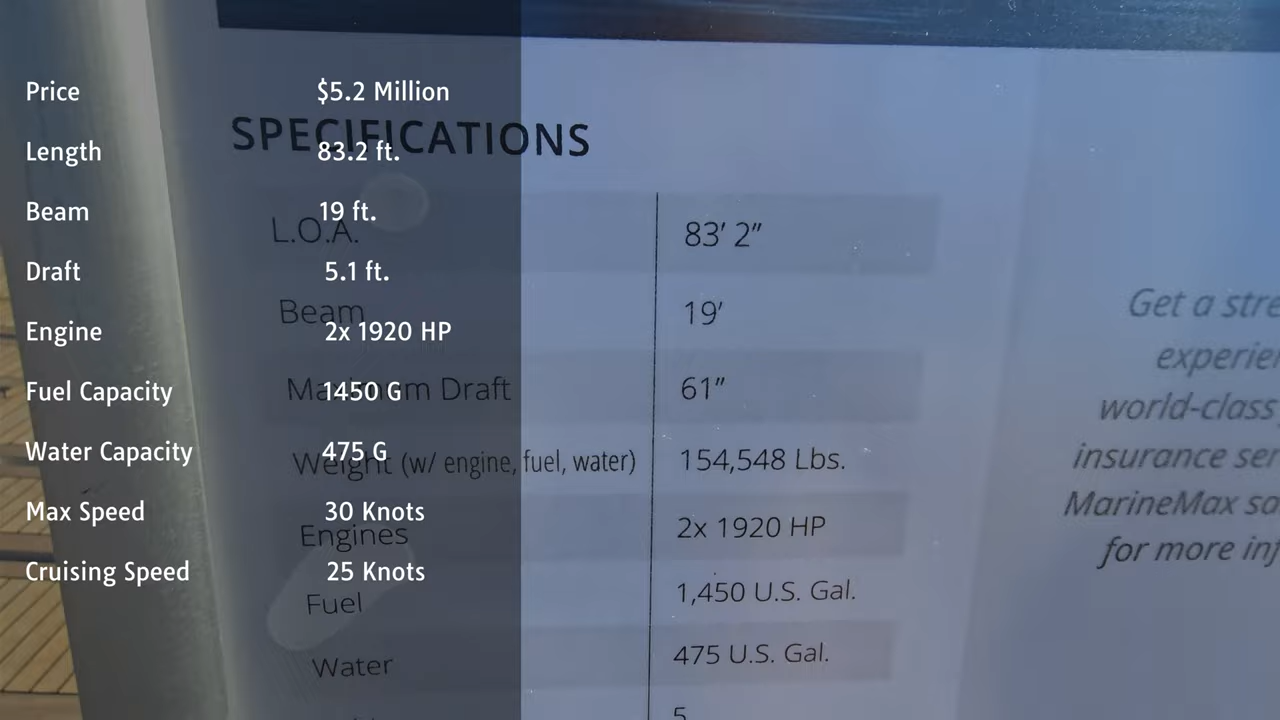 Price $5.2 Million
Length 83.2 ft.
Beam 19 ft.
Draft 5.1 ft.
Engine 2x 1920 HP
Fuel Capacity 1450 G
Water Capacity 475 G
Max Speed 30 Knots
Cruising Speed 25 Knots
SPECIFICATIONS
L.O.A. 83' 2"
Beam 19'
Maximum Draft 61"
Weight (w/ engine, fuel, water) 154,548 Lbs.
Engines 2x 1920 HP
Fuel 1,450 U.S. Gal.
Water 475 U.S. Gal.
5
Get a stre
experien
world-class
insurance ser
MarineMax sa
for more inf